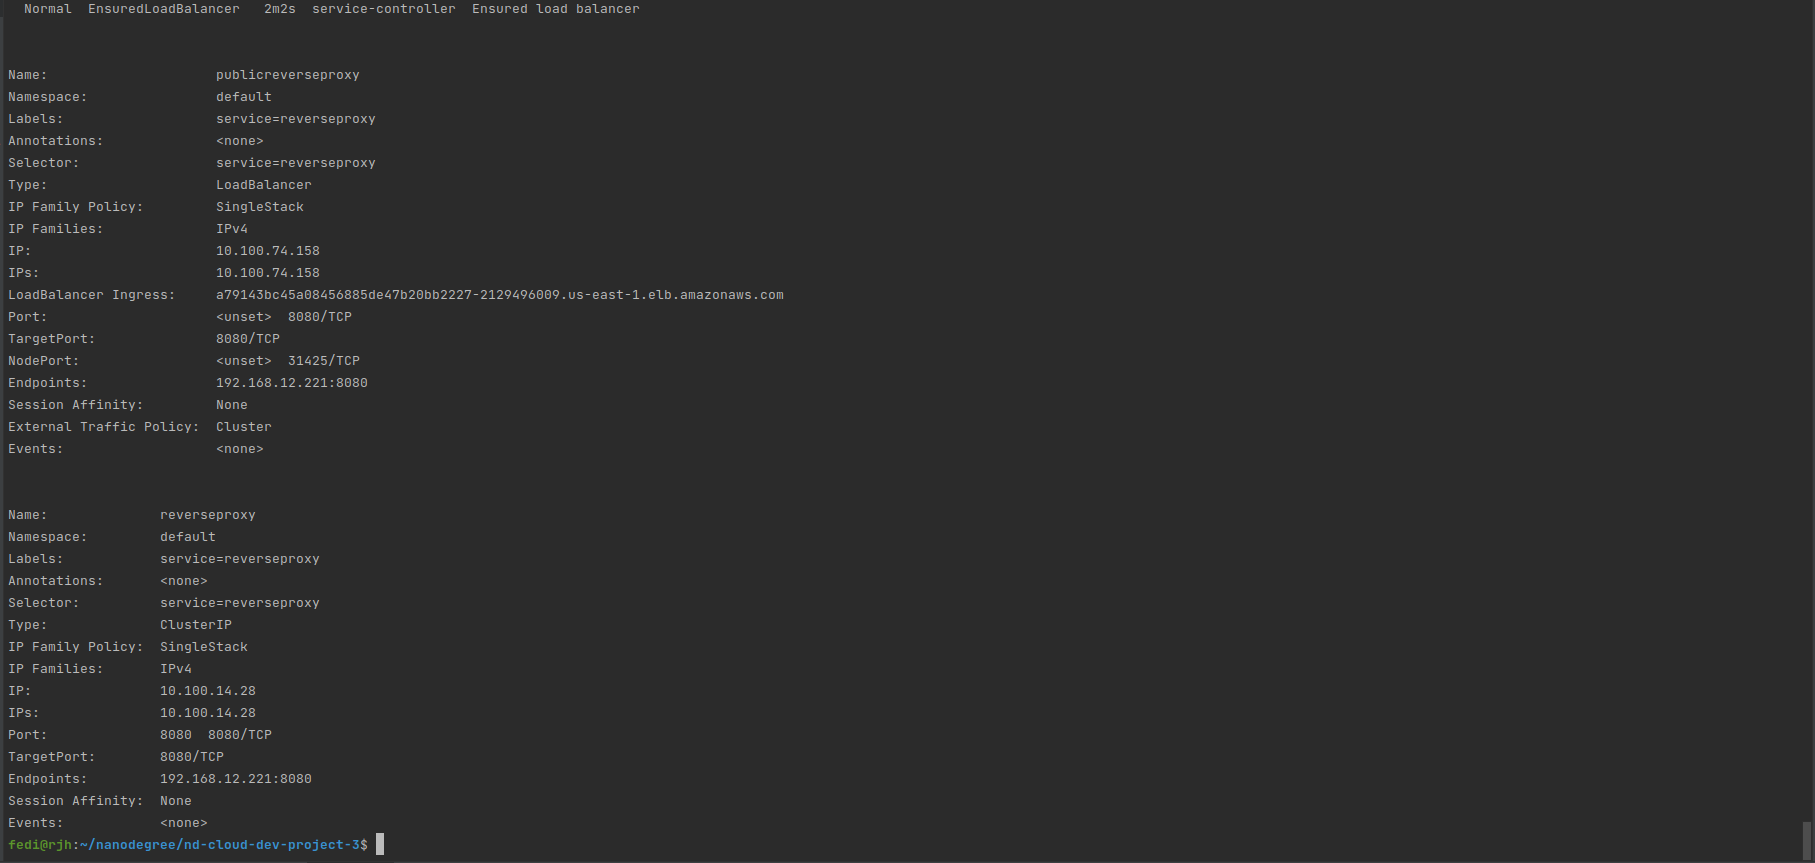 Normal  EnsuredLoadBalancer   2m2s  service-controller  Ensured load balancer
Name:                     publicreverseproxy
Namespace:                default
Labels:                   service=reverseproxy
Annotations:              <none>
Selector:                 service=reverseproxy
Type:                     LoadBalancer
IP Family Policy:         SingleStack
IP Families:              IPv4
IP:                       10.100.74.158
IPs:                      10.100.74.158
LoadBalancer Ingress:     a79143bc45a08456885de47b20bb2227-2129496009.us-east-1.elb.amazonaws.com
Port:                     <unset>  8080/TCP
TargetPort:               8080/TCP
NodePort:                 <unset>  31425/TCP
Endpoints:                192.168.12.221:8080
Session Affinity:         None
External Traffic Policy:  Cluster
Events:                   <none>
Name:              reverseproxy
Namespace:         default
Labels:            service=reverseproxy
Annotations:       <none>
Selector:          service=reverseproxy
Type:              ClusterIP
IP Family Policy:  SingleStack
IP Families:       IPv4
IP:                10.100.14.28
IPs:               10.100.14.28
Port:              8080  8080/TCP
TargetPort:        8080/TCP
Endpoints:         192.168.12.221:8080
Session Affinity:  None
Events:            <none>
fedi@rjh:~/nanodegree/nd-cloud-dev-project-3$